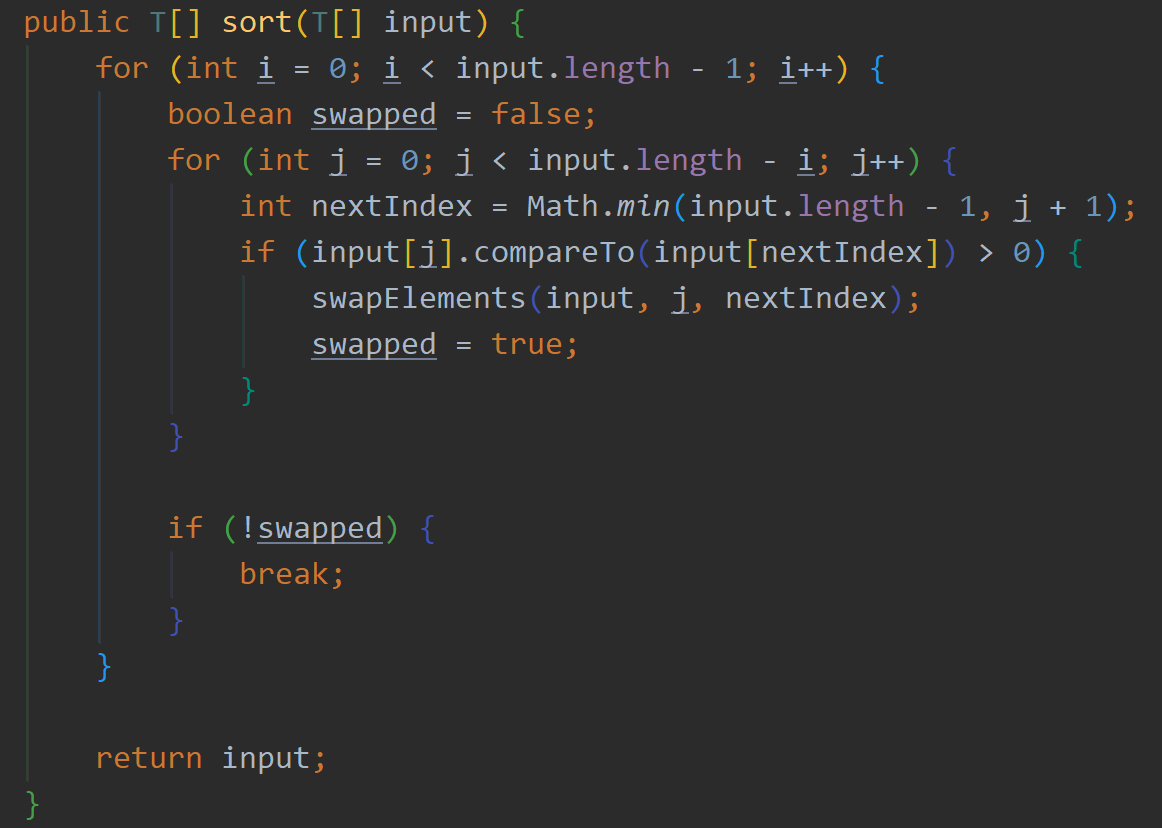 public T[] sort(T[] input) {
    for (int i = 0; i < input.length - 1; i++) {
        boolean swapped = false;
        for (int j = 0; j < input.length - i; j++) {
            int nextIndex = Math.min(input.length - 1, j + 1);
            if (input[j].compareTo(input[nextIndex]) > 0) {
                swapElements(input, j, nextIndex);
                swapped = true;
            }
        }

        if (!swapped) {
            break;
        }
    }

    return input;
}